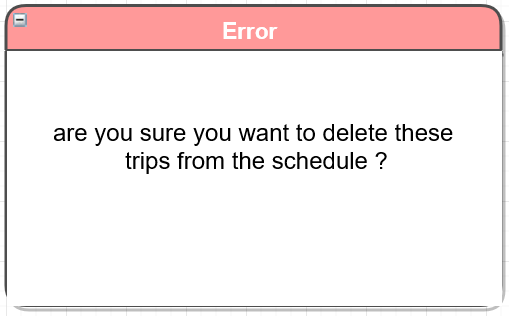 Error
are you sure you want to delete these
trips from the schedule ?